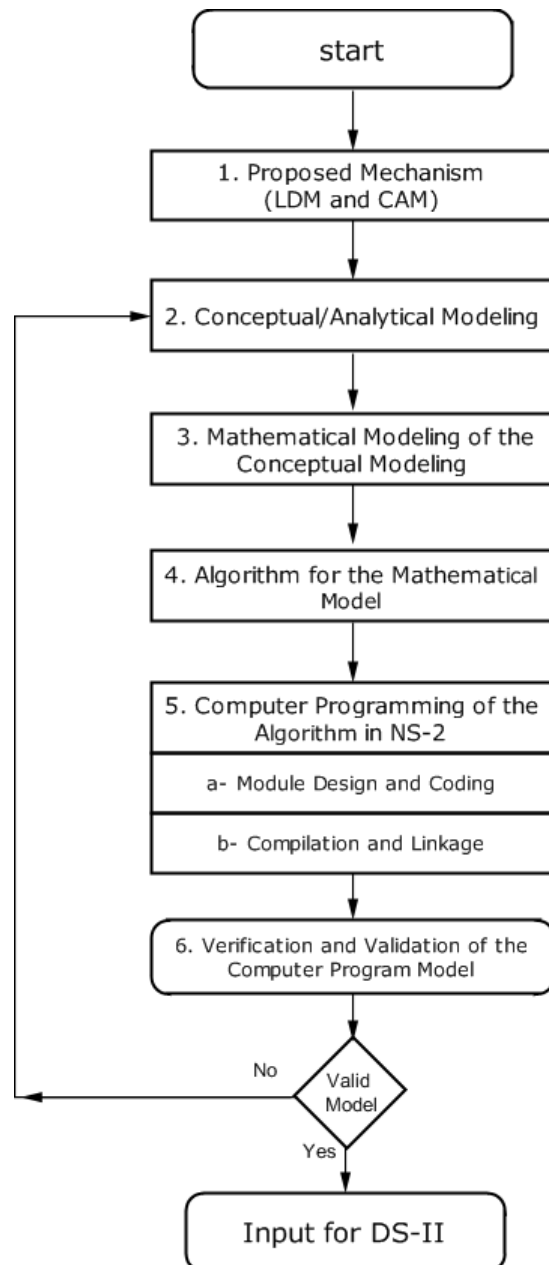 start
1. Proposed Mechanism
(LDM and CAM)
2. Conceptual/Analytical Modeling
3. Mathematical Modeling of the
Conceptual Modeling
4. Algorithm for the Mathematical
Model
5. Computer Programming of the
Algorithm in NS-2
a- Module Design and Coding
b- Compilation and Linkage
6. Verification and Validation of the
Computer Program Model
No
Valid
Model
Yes
Input for DS-II